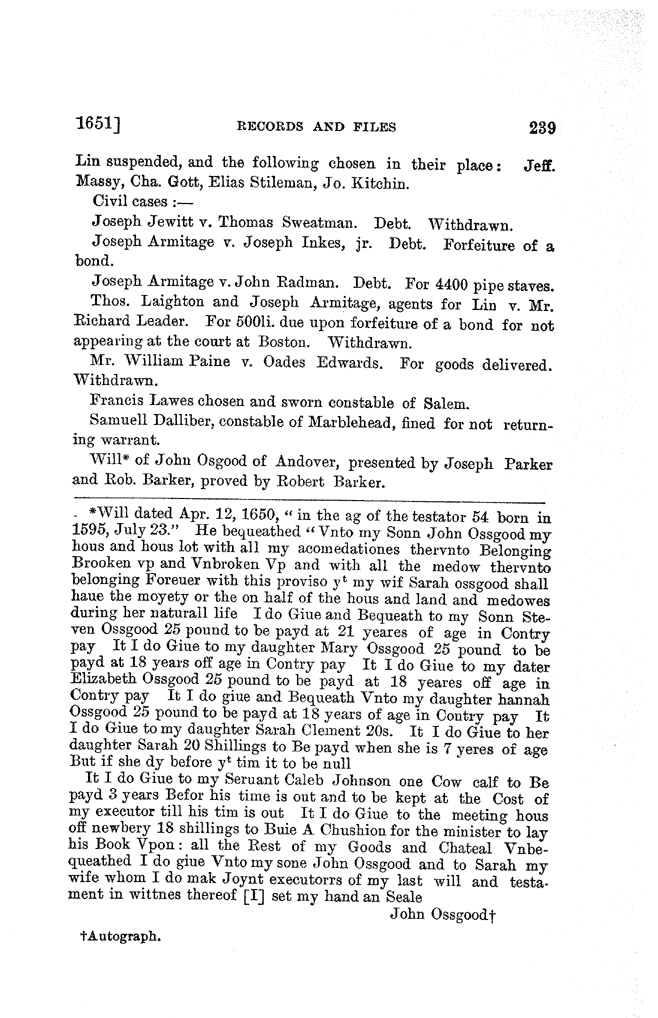 1651] RECORDS AND FILES 239
Lin suspended, and the following chosen in their place: Jeff.
Massy, Cha. Gott, Elias Stileman, Jo. Kitchin.
Civil cases :—
Joseph Jewitt v. Thomas Sweatman. Debt. Withdrawn.
Joseph Armitage v. Joseph Inkes, jr. Debt. Forfeiture of a
bond.
Joseph Armitage v. John Radman. Debt. For 4400 pipe staves.
Thos. Laighton and Joseph Armitage, agents for Lin v. Mr.
Richard Leader. For 500li. due upon forfeiture of a bond for not
appearing at the court at Boston. Withdrawn.
Mr. William Paine v. Oades Edwards. For goods delivered.
Withdrawn.
Francis Lawes chosen and sworn constable of Salem.
Samuell Dalliber, constable of Marblehead, fined for not return-
ing warrant.
Will* of John Osgood of Andover, presented by Joseph Parker
and Rob. Barker, proved by Robert Barker.
*Will dated Apr. 12, 1650, “ in the ag of the testator 54 born in
1595, July 23.” He bequeathed “Vnto my Sonn John Ossgood my
hous and hous lot with all my acomedationes thervnto Belonging
Brooken vp and Vnbroken Vp and with all the medow thervnto
belonging Foreuer with this proviso yᵗ my wif Sarah ossgood shall
haue the moyety or the on half of the hous and land and medowes
during her naturall life I do Giue and Bequeath to my Sonn Ste-
ven Ossgood 25 pound to be payd at 21 yeares of age in Contry
pay It I do Giue to my daughter Mary Ossgood 25 pound to be
payd at 18 years off age in Contry pay It I do Giue to my dater
Elizabeth Ossgood 25 pound to be payd at 18 yeares off age in
Contry pay It I do giue and Bequeath Vnto my daughter hannah
Ossgood 25 pound to be payd at 18 years of age in Contry pay It
I do Giue to my daughter Sarah Clement 20s. It I do Giue to her
daughter Sarah 20 Shillings to Be payd when she is 7 yeres of age
But if she dy before yᵗ tim it to be null
It I do Giue to my Seruant Caleb Johnson one Cow calf to Be
payd 3 years Befor his time is out and to be kept at the Cost of
my executor till his tim is out It I do Giue to the meeting hous
off newbery 18 shillings to Buie A Chushion for the minister to lay
his Book Vpon: all the Rest of my Goods and Chateal Vnbe-
queathed I do giue Vnto my sone John Ossgood and to Sarah my
wife whom I do mak Joynt executorrs of my last will and testa-
ment in wittnes thereof [I] set my hand an Seale
John Ossgood†
†Autograph.